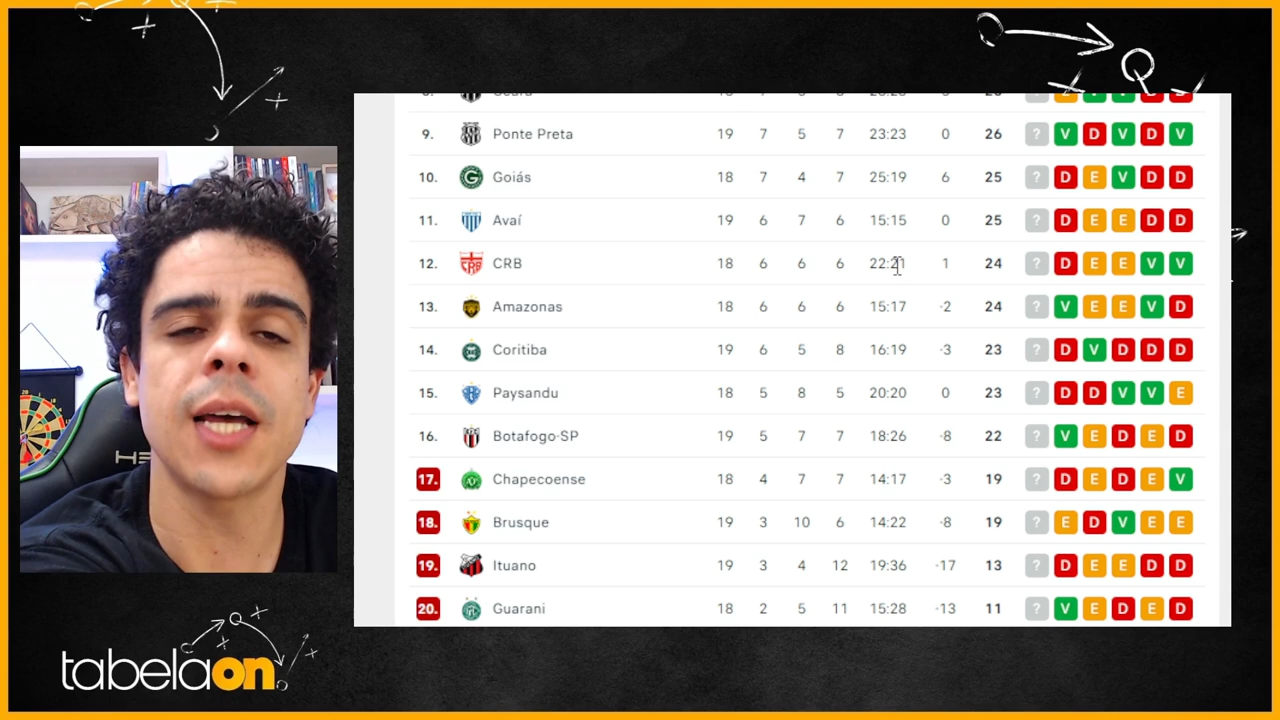 Ceará
9. Ponte Preta 19 7 5 7 23:23 0 26 ? V D V D V
10. Goiás 18 7 4 7 25:19 6 25 ? D E V D D
11. Avaí 19 6 7 6 15:15 0 25 ? D E E D D
12. CRB 18 6 6 6 22:21 1 24 ? D E E V V
13. Amazonas 18 6 6 6 15:17 -2 24 ? V E E V D
14. Coritiba 19 6 5 8 16:19 -3 23 ? D V D D D
15. Paysandu 18 5 8 5 20:20 0 23 ? D D V V E
16. Botafogo-SP 19 5 7 7 18:26 -8 22 ? V E D E D
17. Chapecoense 18 4 7 7 14:17 -3 19 ? D E D E V
18. Brusque 19 3 10 6 14:22 -8 19 ? E D V E E
19. Ituano 19 3 4 12 19:36 -17 13 ? D E E D D
20. Guarani 18 2 5 11 15:28 -13 11 ? V E D E D
tabelaon